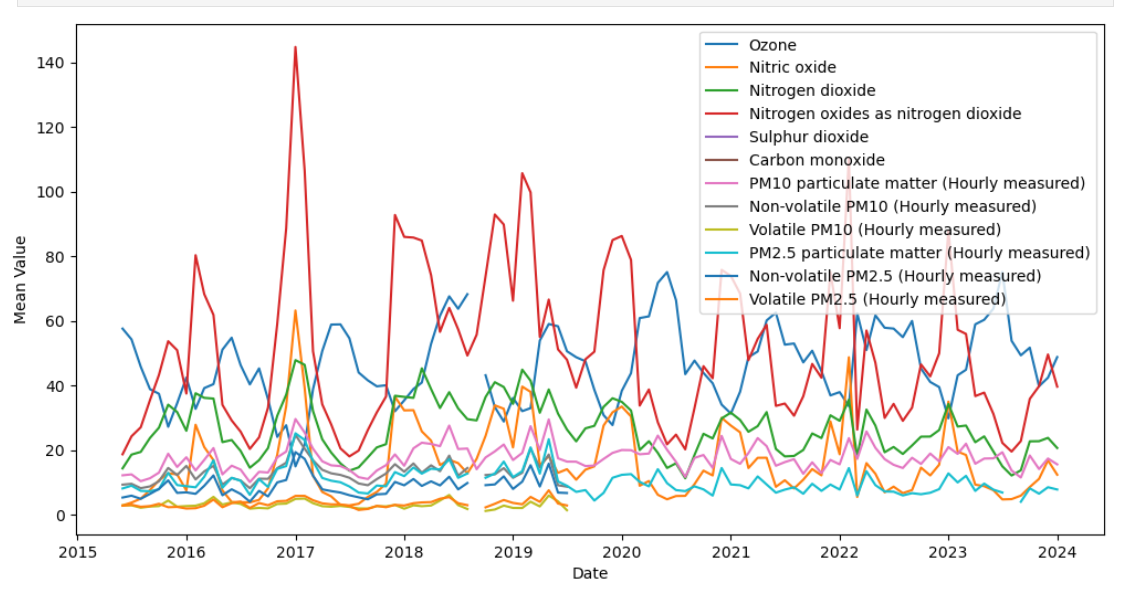 Ozone
Nitric oxide
Nitrogen dioxide
Nitrogen oxides as nitrogen dioxide
Sulphur dioxide
Carbon monoxide
PM10 particulate matter (Hourly measured)
Non-volatile PM10 (Hourly measured)
Volatile PM10 (Hourly measured)
PM2.5 particulate matter (Hourly measured)
Non-volatile PM2.5 (Hourly measured)
Volatile PM2.5 (Hourly measured)
140
120
100
80
60
40
20
0
Mean Value
2015 2016 2017 2018 2019 2020 2021 2022 2023 2024
Date